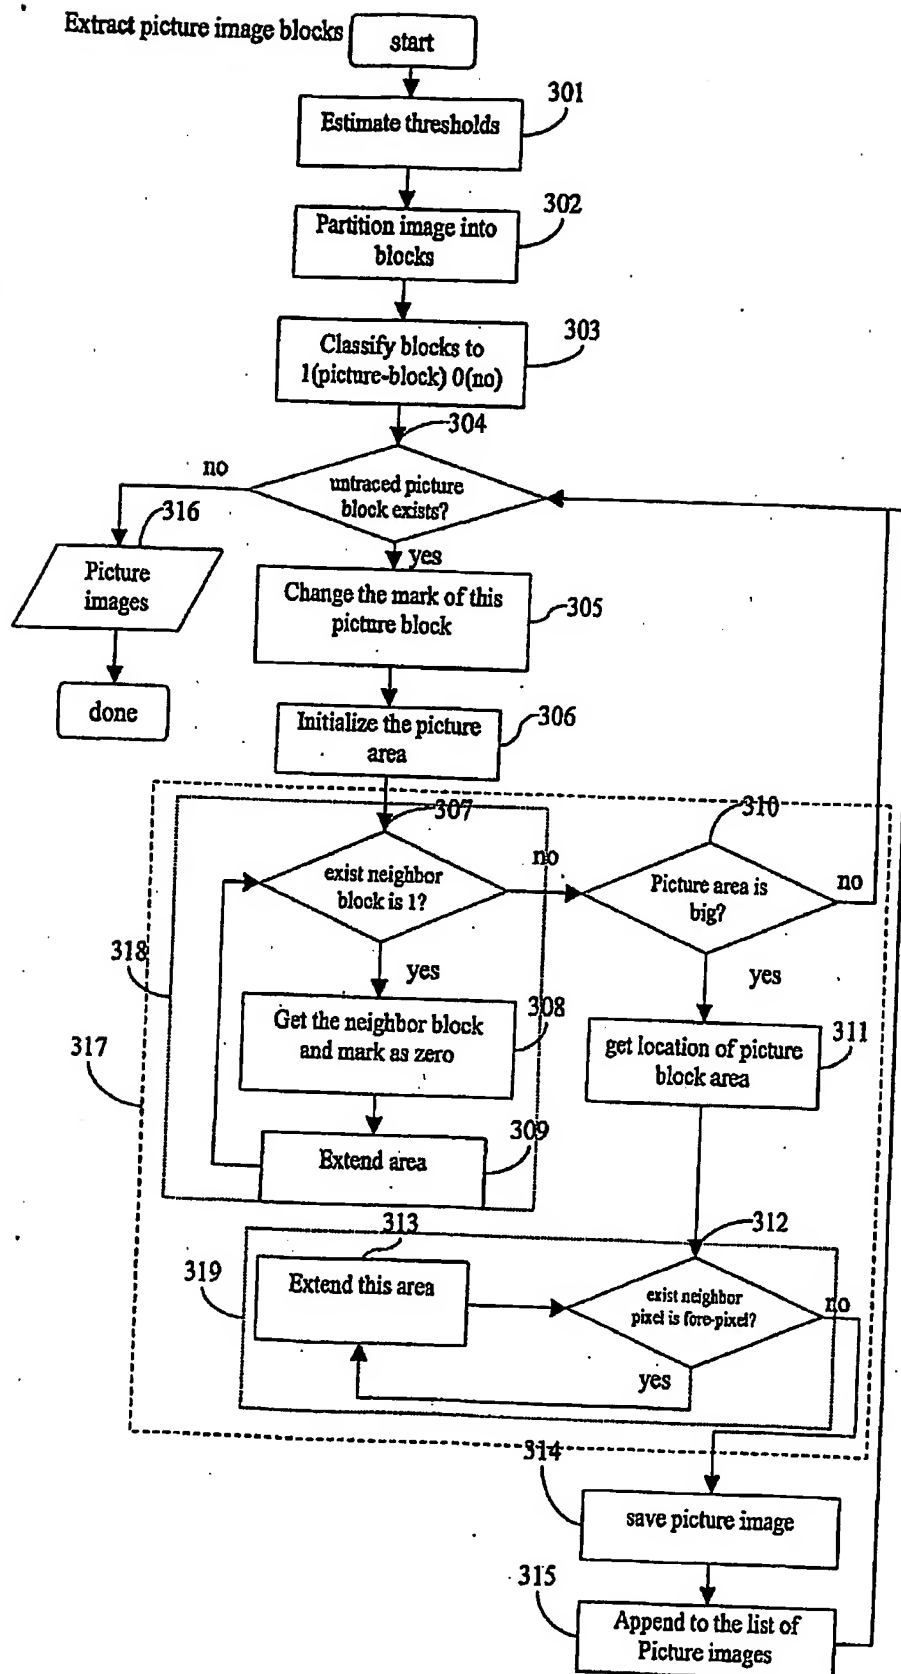 Extract picture image blocks
start
301
Estimate thresholds
302
Partition image into
blocks
303
Classify blocks to
1(picture-block) 0(no)
304
no
untraced picture
block exists?
316
yes
Picture
images
Change the mark of this
picture block
305
done
Initialize the picture
area
306
307
310
no
exist neighbor
block is 1?
Picture area is
big?
no
318
yes
yes
308
Get the neighbor block
and mark as zero
311
get location of picture
block area
317
309
Extend area
313
312
319
Extend this area
exist neighbor
pixel is fore-pixel?
no
yes
314
save picture image
315
Append to the list of
Picture images